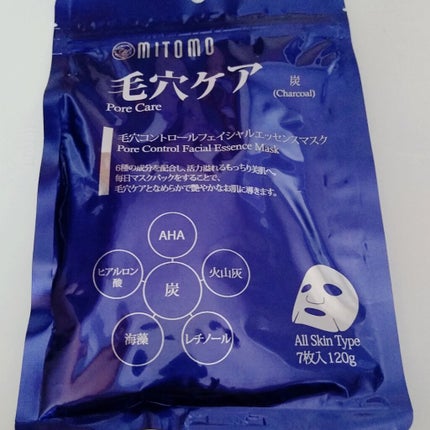 MITOMO
毛穴ケア
Pore Care
炭
(Charcoal)
毛穴コントロールフェイシャルエッセンスマスク
Pore Control Facial Essence Mask
6種の成分を配合し、活力溢れるもっちり美肌へ。
毎日マスクパックをすることで、
毛穴ケアとなめらかで艶やかなお肌に導きます。
AHA
ヒアルロン
酸
火山灰
炭
海藻
レチノール
All Skin Type
7枚入 120g